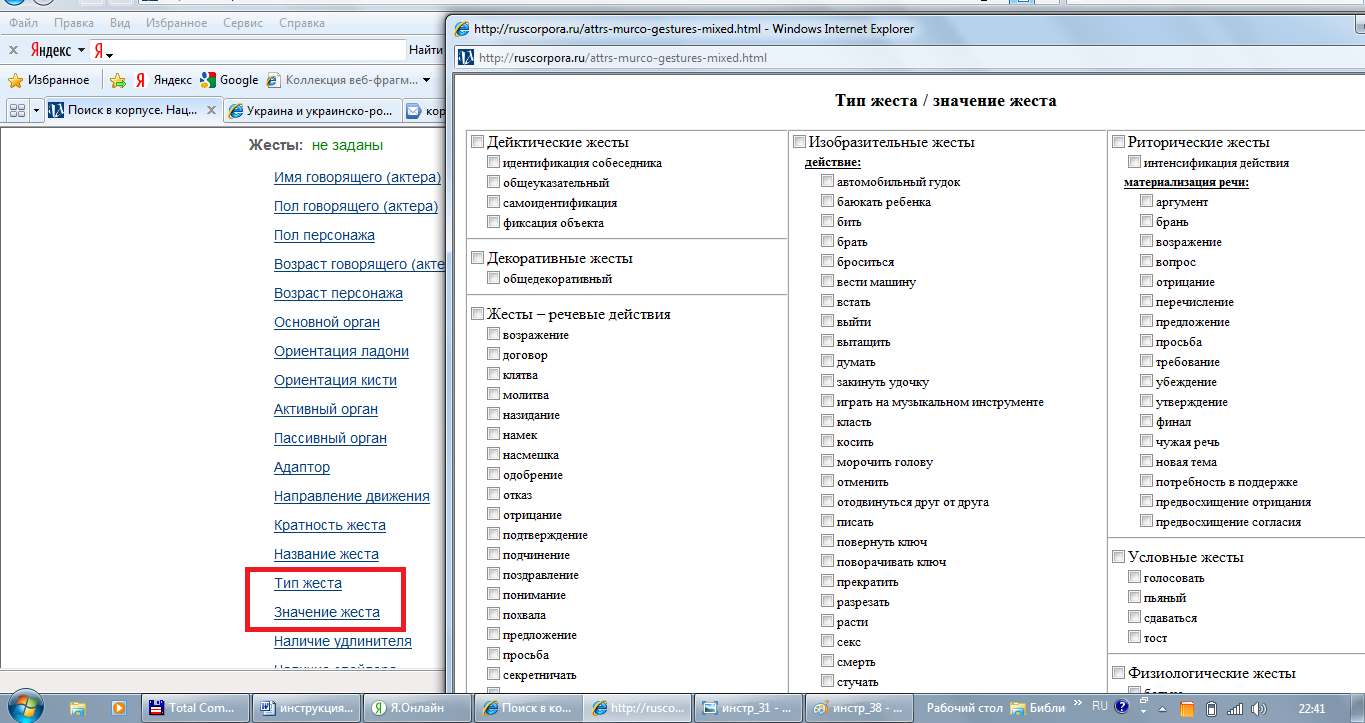 http://ruscorpora.ru/attrs-murco-gestures-mixed.html - Windows Internet Explorer
Файл Правка Вид Избранное Сервис Справка
Яндекс Я Найти
http://ruscorpora.ru/attrs-murco-gestures-mixed.html
Избранное Яндекс Google Коллекция веб-фрагм...
Поиск в корпусе. Нац... Украина и украинско-ро... кор
Жесты: не заданы
Имя говорящего (актера)
Пол говорящего (актера)
Пол персонажа
Возраст говорящего (акте
Возраст персонажа
Основной орган
Ориентация ладони
Ориентация кисти
Активный орган
Пассивный орган
Адаптор
Направление движения
Кратность жеста
Название жеста
Тип жеста
Значение жеста
Наличие удлинителя
Тип жеста / значение жеста
Дейктические жесты
идентификация собеседника
общеуказательный
самоидентификация
фиксация объекта
Декоративные жесты
общедекоративный
Жесты – речевые действия
возражение
договор
клятва
молитва
назидание
намек
насмешка
одобрение
отказ
отрицание
подтверждение
подчинение
поздравление
понимание
похвала
предложение
просьба
секретничать
Изобразительные жесты
действие:
автомобильный гудок
баюкать ребенка
бить
брать
броситься
вести машину
встать
выйти
вытащить
думать
закинуть удочку
играть на музыкальном инструменте
класть
косить
морочить голову
отменить
отодвинуться друг от друга
писать
повернуть ключ
поворачивать ключ
прекратить
разрезать
расти
секс
смерть
стучать
Риторические жесты
интенсификация действия
материализация речи:
аргумент
брань
возражение
вопрос
отрицание
перечисление
предложение
просьба
требование
убеждение
утверждение
финал
чужая речь
новая тема
потребность в поддержке
предвосхищение отрицания
предвосхищение согласия
Условные жесты
голосовать
пьяный
сдаваться
тост
Физиологические жесты
Total Com... инструкция... Я.Онлайн Поиск в ко... http://rusco... инстр_31 - ... инстр_38 - ... Рабочий стол Библи » RU 22:41